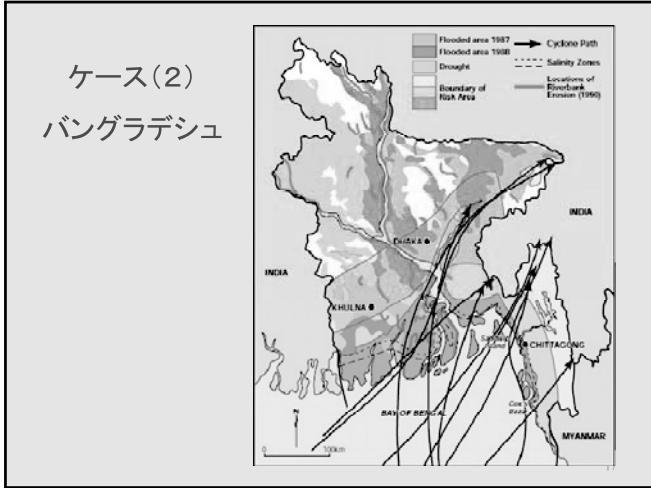 ケース（2）
バングラデシュ
Flooded area 1987
Flooded area 1988
Drought
Boundary of
Risk Area
Cyclone Path
Salinity Zones
Locations of
Riverbank
Erosion (1990)
INDIA
DHAKA
INDIA
KHULNA
CHITTAGONG
BAY OF BENGAL
MYANMAR
N
0
100km